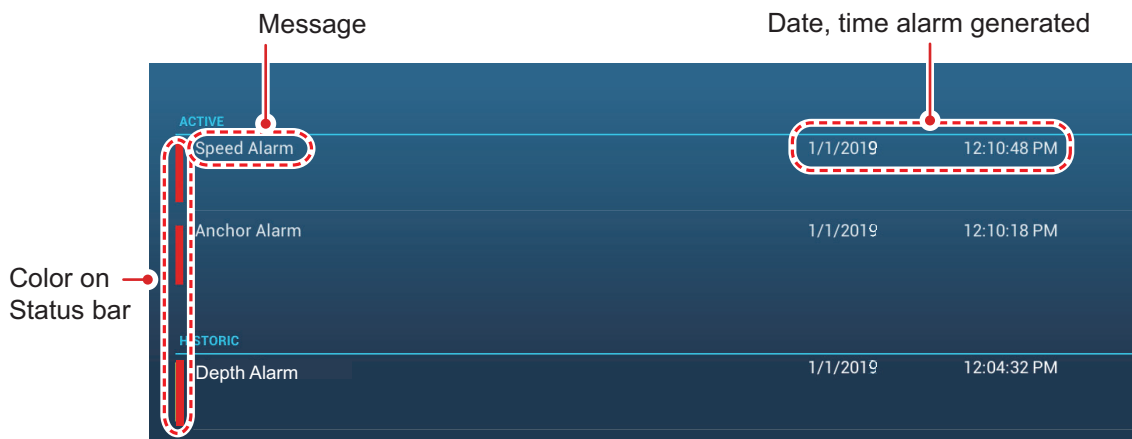 Message
Date, time alarm generated
ACTIVE
Speed Alarm 1/1/2019 12:10:48 PM
Anchor Alarm 1/1/2019 12:10:18 PM
Color on
Status bar
HISTORIC
Depth Alarm 1/1/2019 12:04:32 PM